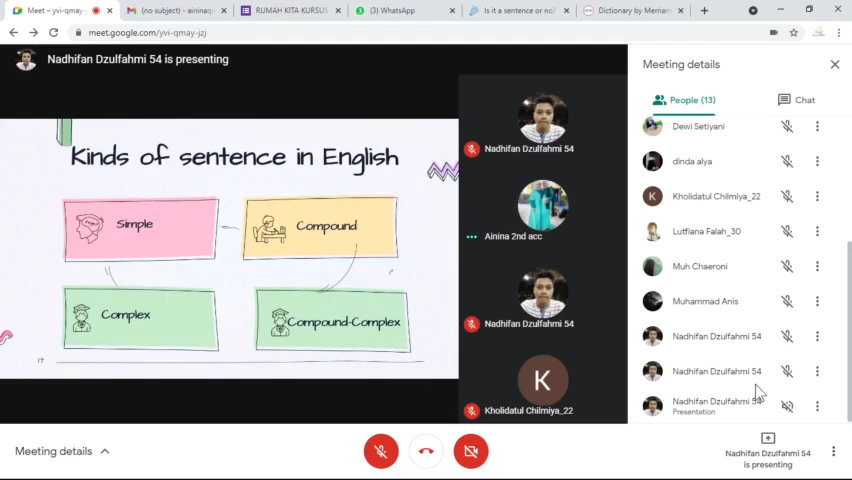 Meet – yvi-qmay-
(no subject) - aininaq
RUMAH KITA KURSUS
(3) WhatsApp
Is it a sentence or no?
Dictionary by Merriam
meet.google.com/yvi-qmay-jzj
Nadhifan Dzulfahmi 54 is presenting
Kinds of sentence in English
Simple
Compound
Complex
Compound-Complex
Nadhifan Dzulfahmi 54
Ainina 2nd acc
Nadhifan Dzulfahmi 54
K
Kholidatul Chilmiya_22
Meeting details
People (13)
Chat
Dewi Setiyani
dinda alya
K
Kholidatul Chilmiya_22
Lutfiana Falah_30
Muh Chaeroni
Muhammad Anis
Nadhifan Dzulfahmi 54
Nadhifan Dzulfahmi 54
Nadhifan Dzulfahmi 54
Presentation
Meeting details
Nadhifan Dzulfahmi 54
is presenting